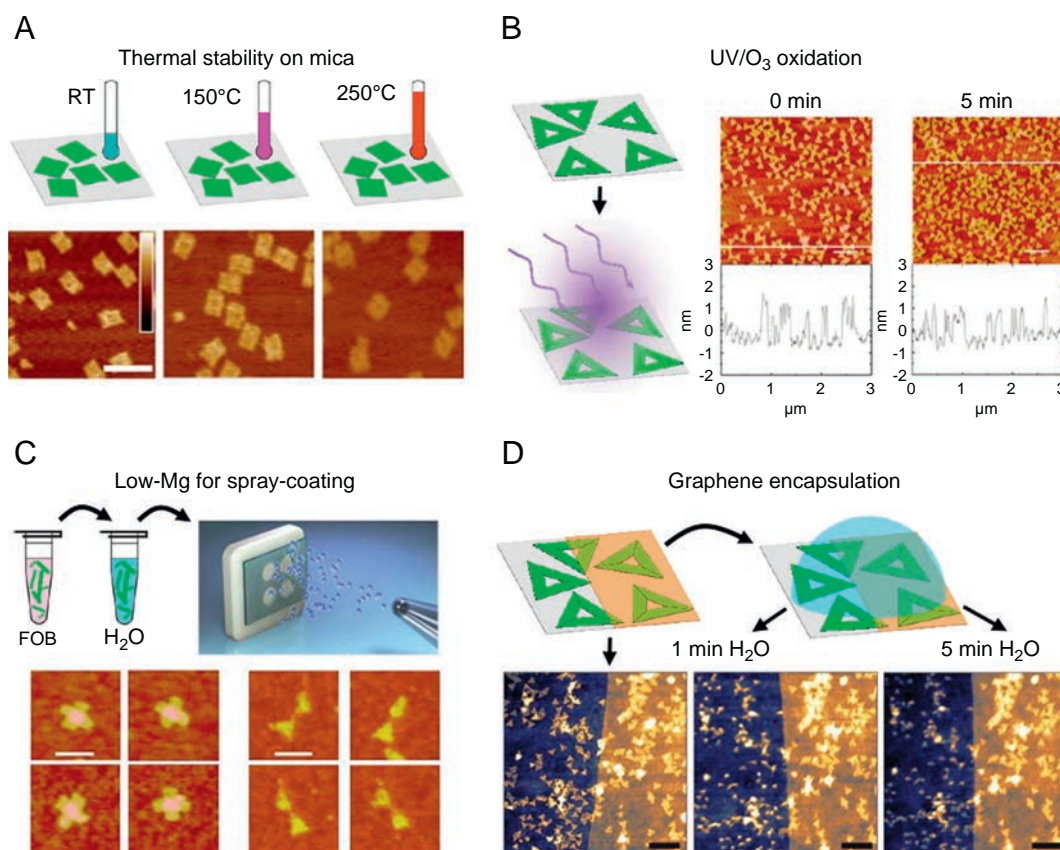 A
Thermal stability on mica
RT
150°C
250°C
B
UV/O3 oxidation
0 min
5 min
3
2
1
0
-1
-2
nm
0
1
2
3
µm
3
2
1
0
-1
-2
nm
0
1
2
3
µm
C
Low-Mg for spray-coating
FOB
H2O
D
Graphene encapsulation
1 min H2O
5 min H2O